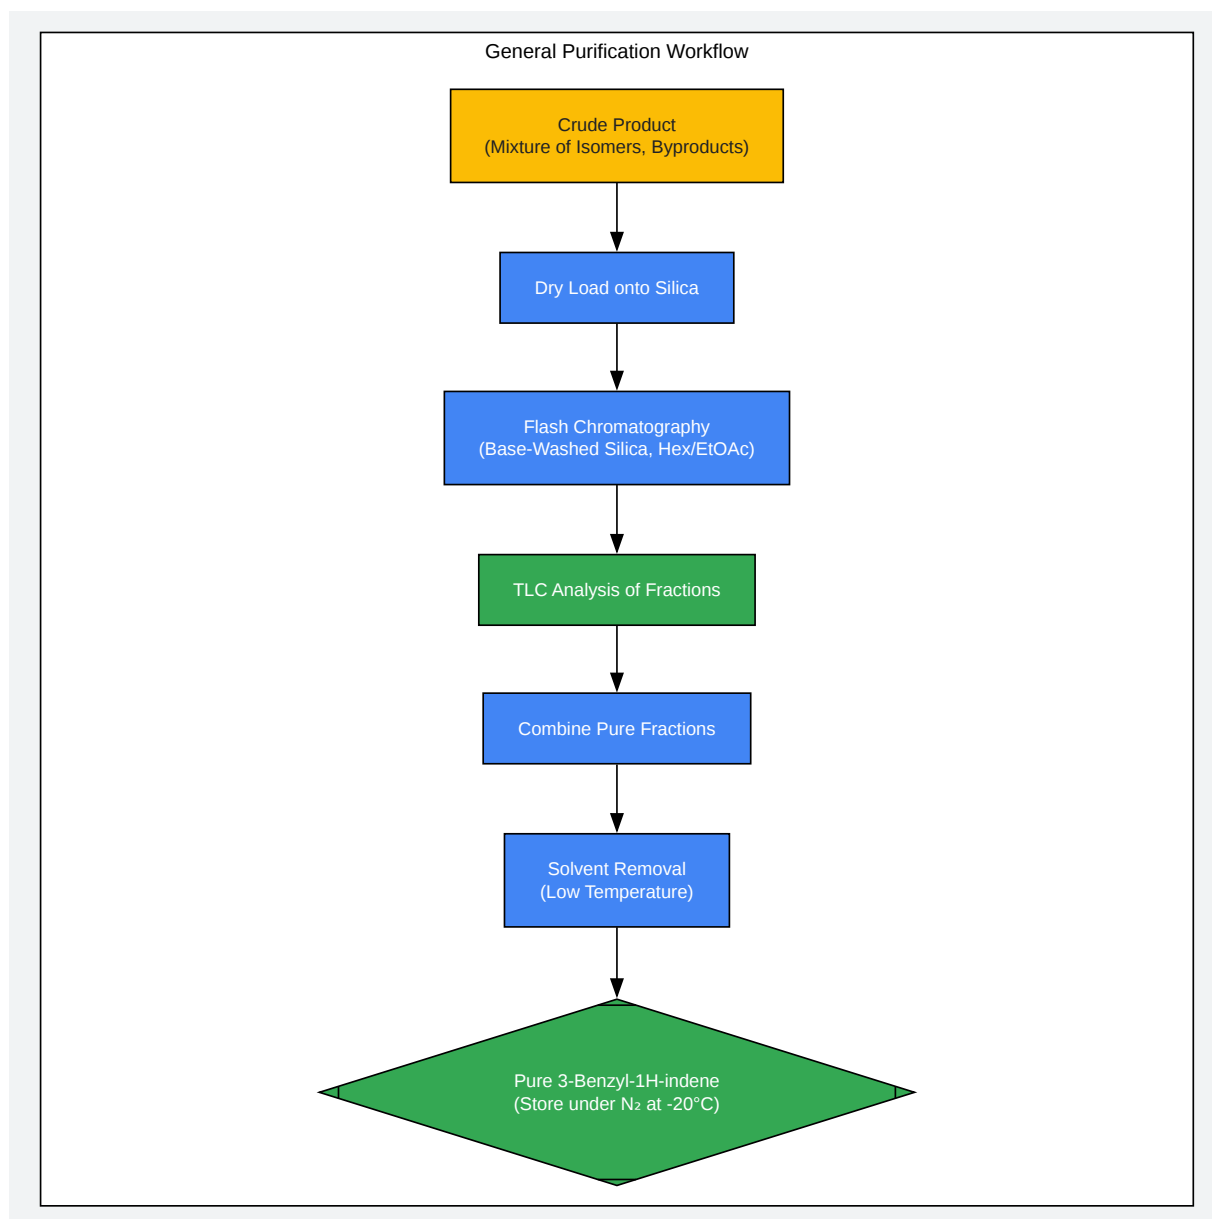 General Purification Workflow
Crude Product
(Mixture of Isomers, Byproducts)
Dry Load onto Silica
Flash Chromatography
(Base-Washed Silica, Hex/EtOAc)
TLC Analysis of Fractions
Combine Pure Fractions
Solvent Removal
(Low Temperature)
Pure 3-Benzyl-1H-indene
(Store under N₂ at -20°C)